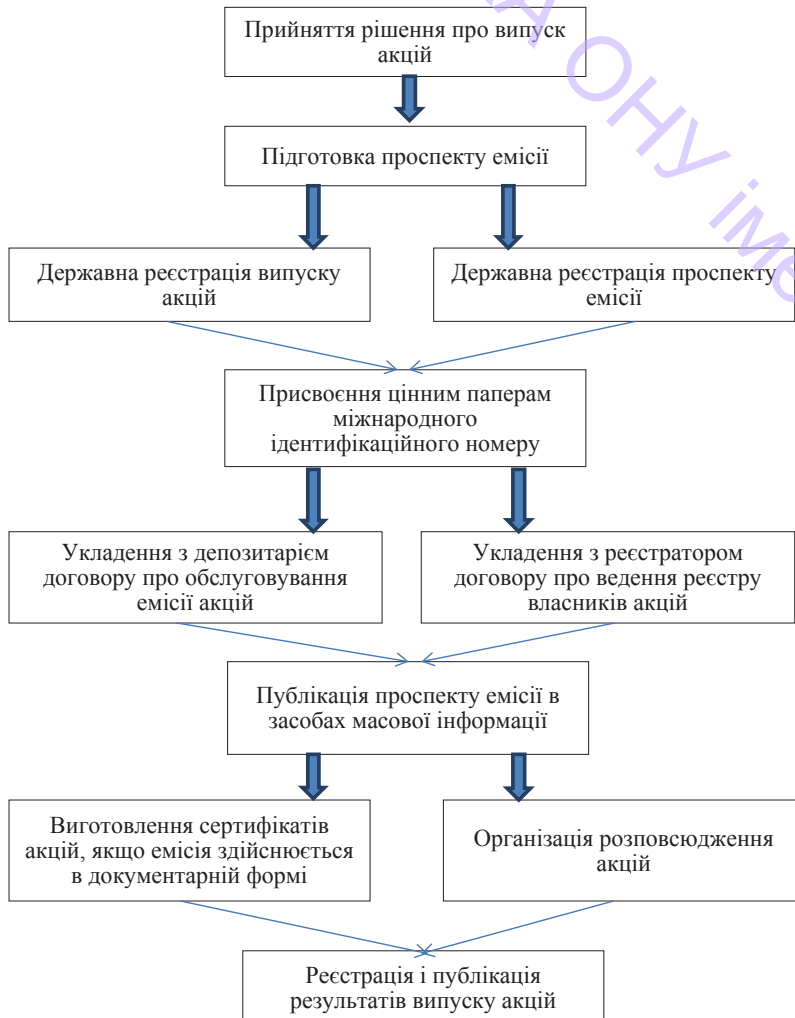 Прийняття рішення про випуск
акцій
Підготовка проспекту емісії
Державна реєстрація випуску
акцій
Державна реєстрація проспекту
емісії
Присвоєння цінним паперам
міжнародного
ідентифікаційного номеру
Укладення з депозитарієм
договору про обслуговування
емісії акцій
Укладення з реєстратором
договору про ведення реєстру
власників акцій
Публікація проспекту емісії в
засобах масової інформації
Виготовлення сертифікатів
акцій, якщо емісія здійснюється
в документарній формі
Організація розповсюдження
акцій
Реєстрація і публікація
результатів випуску акцій
ОНУ